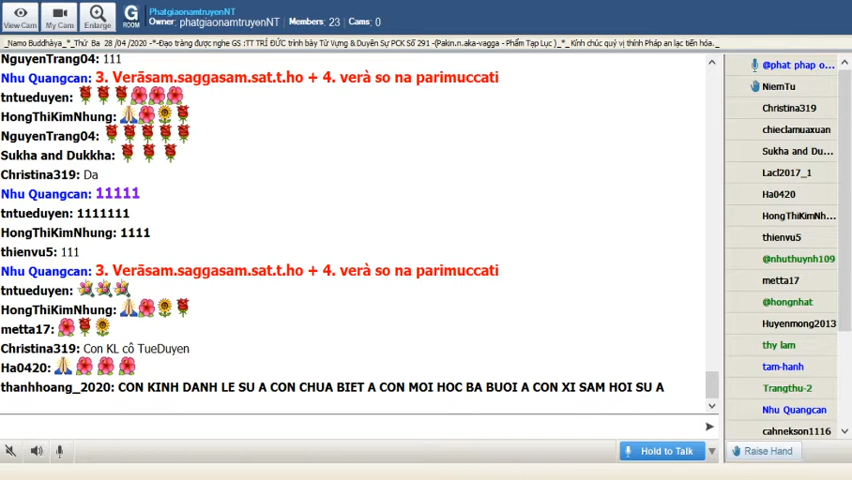 View Cam
My Cam
Enlarge
G
ROOM
PhatgiaonamtruyenNT
Owner: phatgiaonamtruyenNT Members: 23 Cams: 0
_Namo Buddhàya_*_Thứ Ba 28 /04 /2020 -*-Đạo tràng được nghe GS :TT TRÍ ĐỨC trình bày Từ Vựng & Duyên Sự PCK Số 291 -(Pakin.n.aka-vagga - Phẩm Tạp Lục )_*_ Kính chúc quý vị thính Pháp an lạc tiến hóa._
NguyenTrang04: 111
Nhu Quangcan: 3. Verāsam.saggasam.sat.t.ho + 4. verà so na parimuccati
tntueduyen:
HongThiKimNhung:
NguyenTrang04:
Sukha and Dukkha:
Christina319: Da
Nhu Quangcan: 11111
tntueduyen: 1111111
HongThiKimNhung: 1111
thienvu5: 111
Nhu Quangcan: 3. Verāsam.saggasam.sat.t.ho + 4. verà so na parimuccati
tntueduyen:
HongThiKimNhung:
metta17:
Christina319: Con KL cô TueDuyen
Ha0420:
thanhhoang_2020: CON KINH DANH LE SU A CON CHUA BIET A CON MOI HOC BA BUOI A CON XI SAM HOI SU A
Hold to Talk
@phat phap o...
NiemTu
Christina319
chieclamuaxuan
Sukha and Du...
Lacl2017_1
Ha0420
HongThiKimNh...
thienvu5
@nhuthuynh109
metta17
@hongnhat
Huyenmong2013
thy lam
tam-hanh
Trangthu-2
Nhu Quangcan
cahnekson1116
Raise Hand